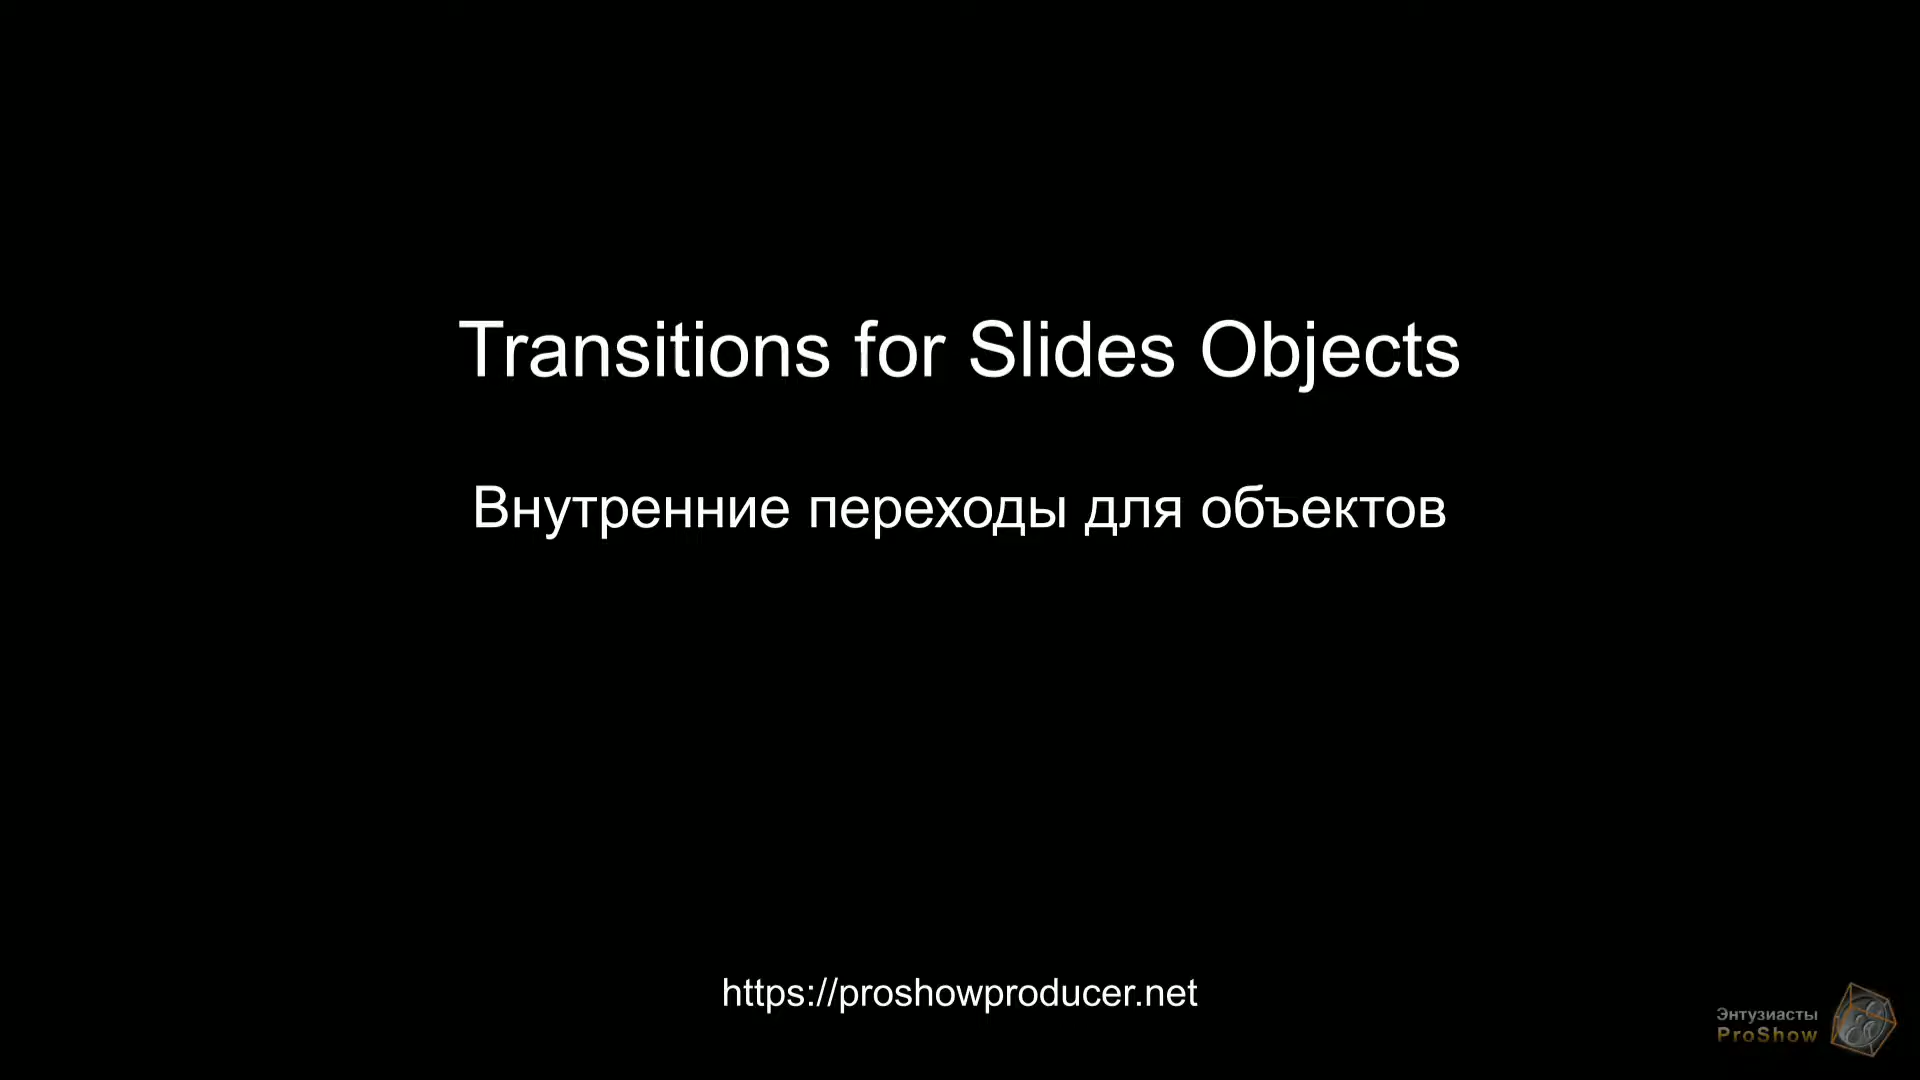 Transitions for Slides Objects
Внутренние переходы для объектов
https://proshowproducer.net
Энтузиасты
ProShow